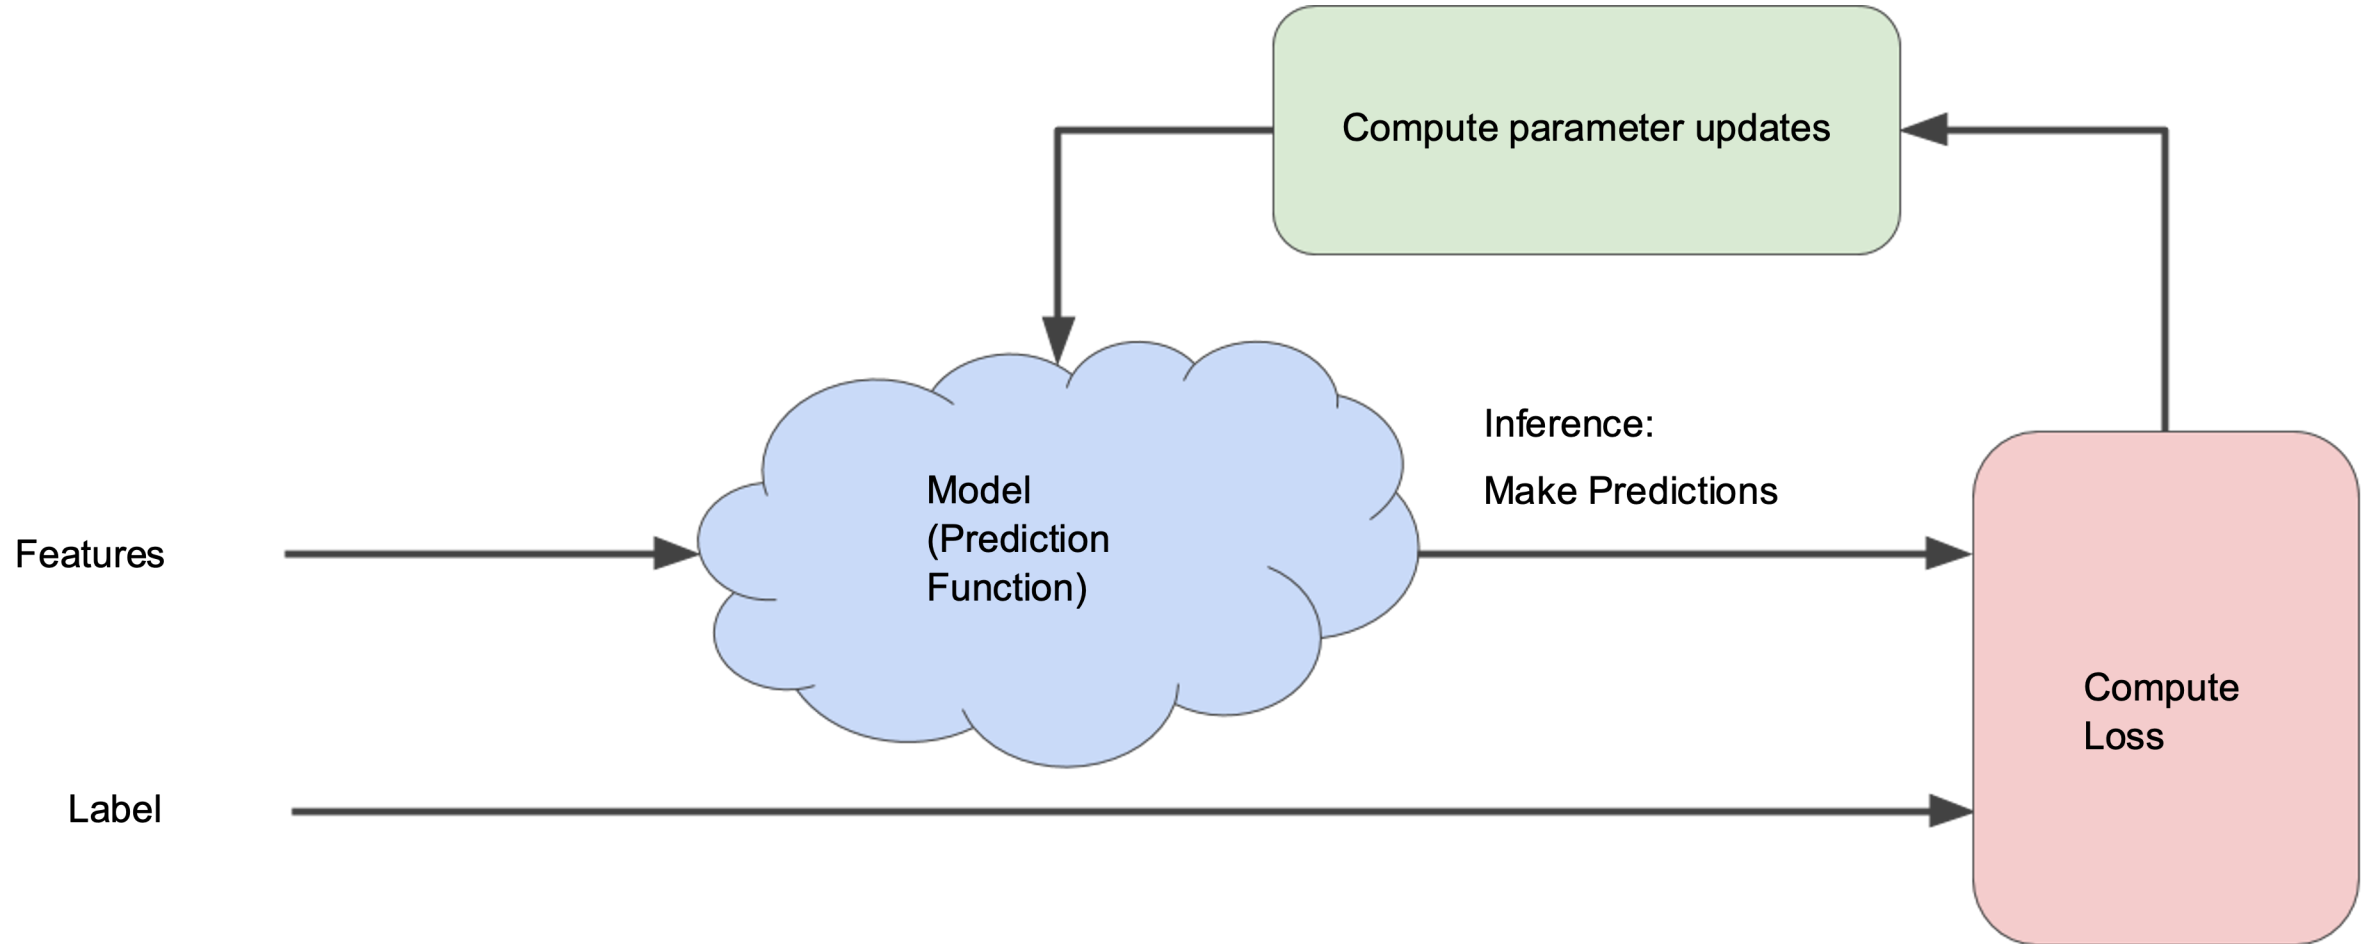 Compute parameter updates
Inference:
Make Predictions
Model
(Prediction
Function)
Features
Compute
Loss
Label